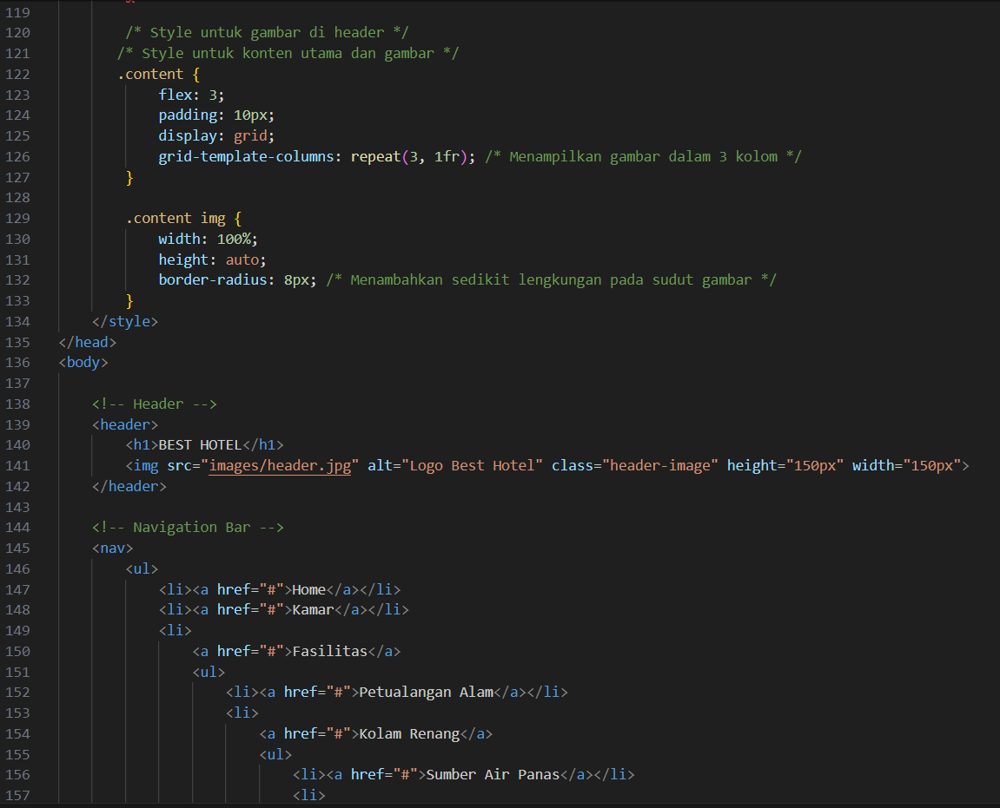 119
120 /* Style untuk gambar di header */
121 /* Style untuk konten utama dan gambar */
122 .content {
123 flex: 3;
124 padding: 10px;
125 display: grid;
126 grid-template-columns: repeat(3, 1fr); /* Menampilkan gambar dalam 3 kolom */
127 }
128
129 .content img {
130 width: 100%;
131 height: auto;
132 border-radius: 8px; /* Menambahkan sedikit lengkungan pada sudut gambar */
133 }
134 </style>
135 </head>
136 <body>
137
138 <!-- Header -->
139 <header>
140 <h1>BEST HOTEL</h1>
141 <img src="images/header.jpg" alt="Logo Best Hotel" class="header-image" height="150px" width="150px">
142 </header>
143
144 <!-- Navigation Bar -->
145 <nav>
146 <ul>
147 <li><a href="#">Home</a></li>
148 <li><a href="#">Kamar</a></li>
149 <li>
150 <a href="#">Fasilitas</a>
151 <ul>
152 <li><a href="#">Petualangan Alam</a></li>
153 <li>
154 <a href="#">Kolam Renang</a>
155 <ul>
156 <li><a href="#">Sumber Air Panas</a></li>
157 <li>